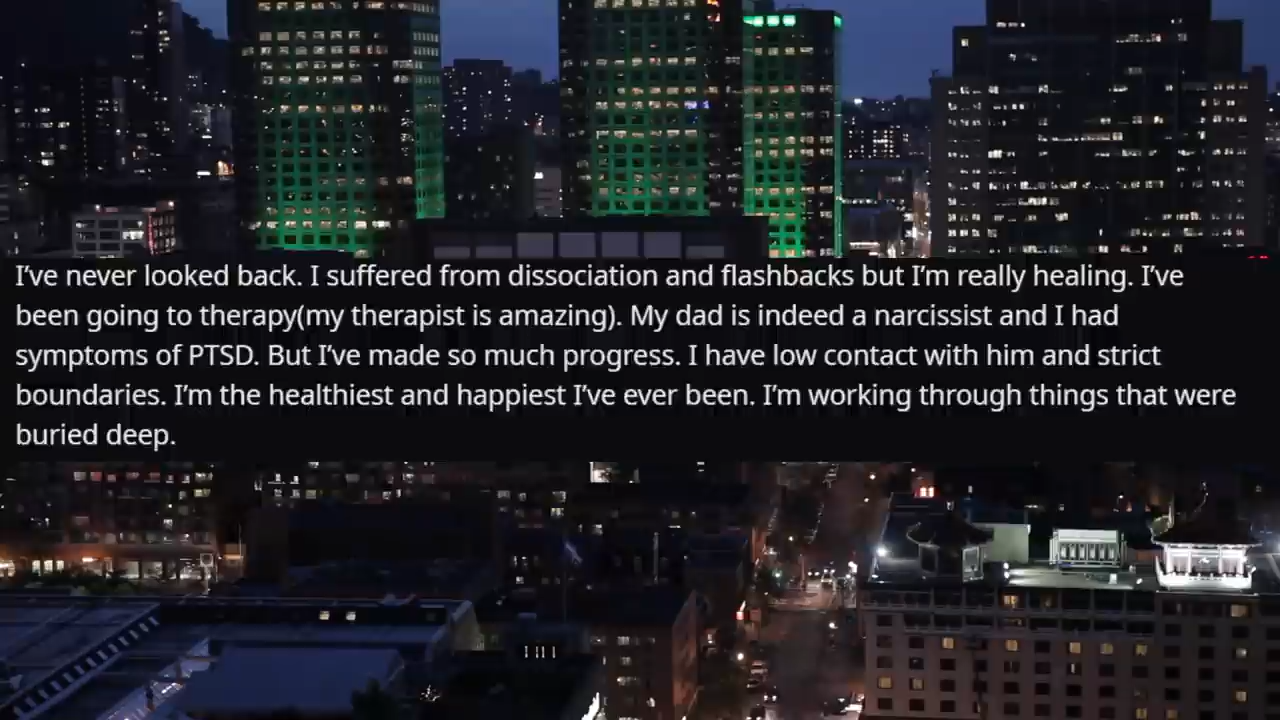 I’ve never looked back. I suffered from dissociation and flashbacks but I’m really healing. I’ve
been going to therapy(my therapist is amazing). My dad is indeed a narcissist and I had
symptoms of PTSD. But I’ve made so much progress. I have low contact with him and strict
boundaries. I’m the healthiest and happiest I’ve ever been. I’m working through things that were
buried deep.